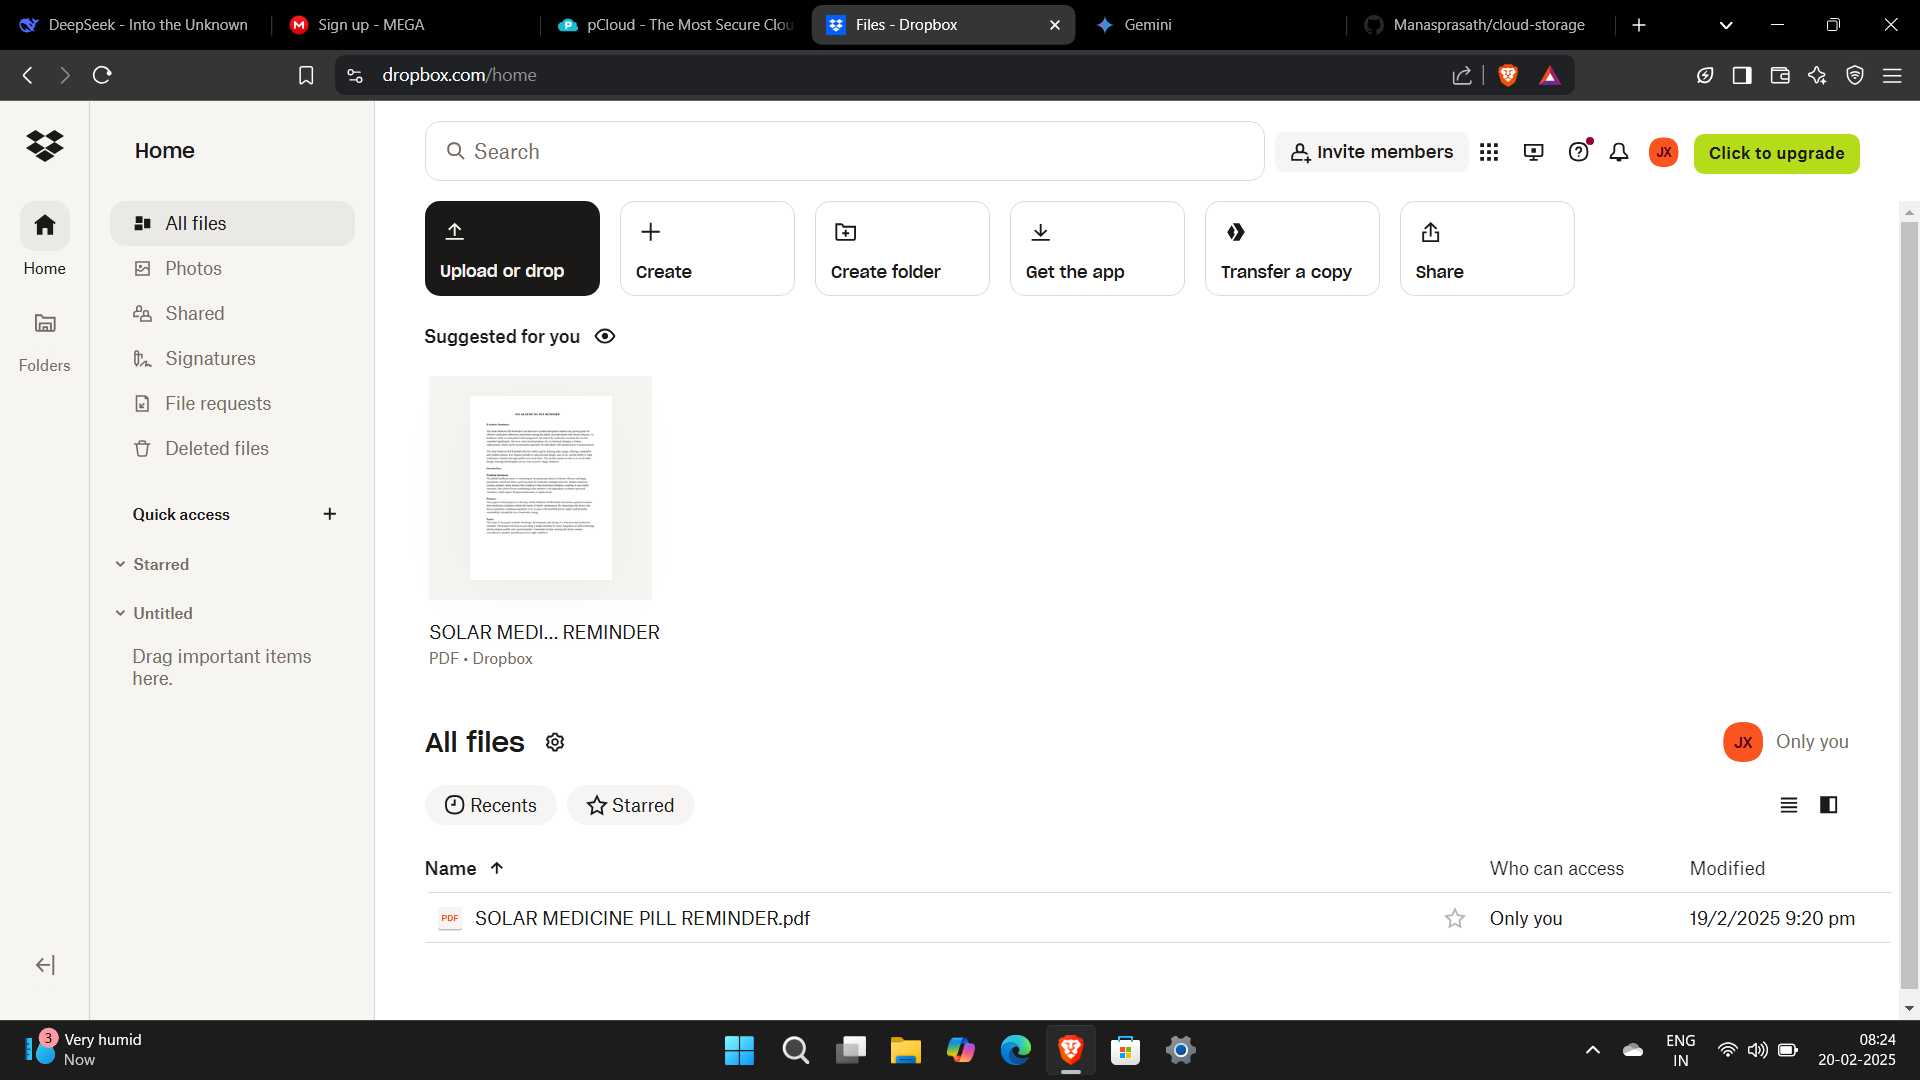 DeepSeek - Into the Unknown
Sign up - MEGA
pCloud - The Most Secure Clou
Files - Dropbox
Gemini
Manasprasath/cloud-storage
dropbox.com/home
Home
Search
Invite members
JX
Click to upgrade
Home
Folders
All files
Photos
Shared
Signatures
File requests
Deleted files
Quick access
Starred
Untitled
Drag important items
here.
Upload or drop
Create
Create folder
Get the app
Transfer a copy
Share
Suggested for you
SOLAR MEDICINE PILL REMINDER
SOLAR MEDI... REMINDER
PDF • Dropbox
All files
JX
Only you
Recents
Starred
Name
Who can access
Modified
PDF
SOLAR MEDICINE PILL REMINDER.pdf
Only you
19/2/2025 9:20 pm
3
Very humid
Now
ENG
IN
08:24
20-02-2025